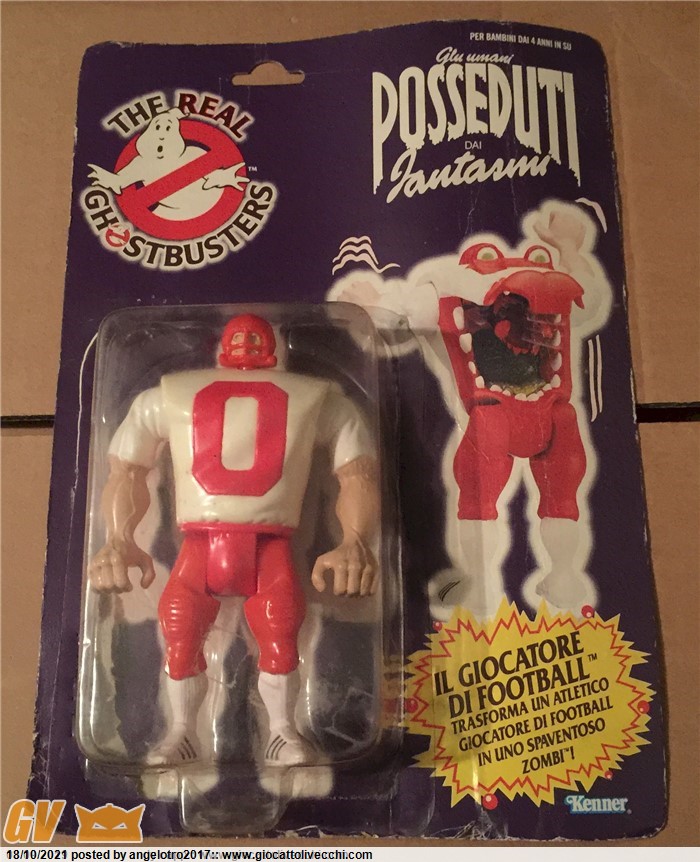 PER BAMBINI DAI 4 ANNI IN SU
Glu umani
POSSEDUTI
DAI
fantasmi
THE REAL
GHOSTBUSTERS
TM
0
IL GIOCATORE
DI FOOTBALL™
TRASFORMA UN ATLETICO
GIOCATORE DI FOOTBALL
IN UNO SPAVENTOSO
ZOMBI™!
Kenner
GV
18/10/2021 posted by angelotro2017:: www.giocattolivecchi.com